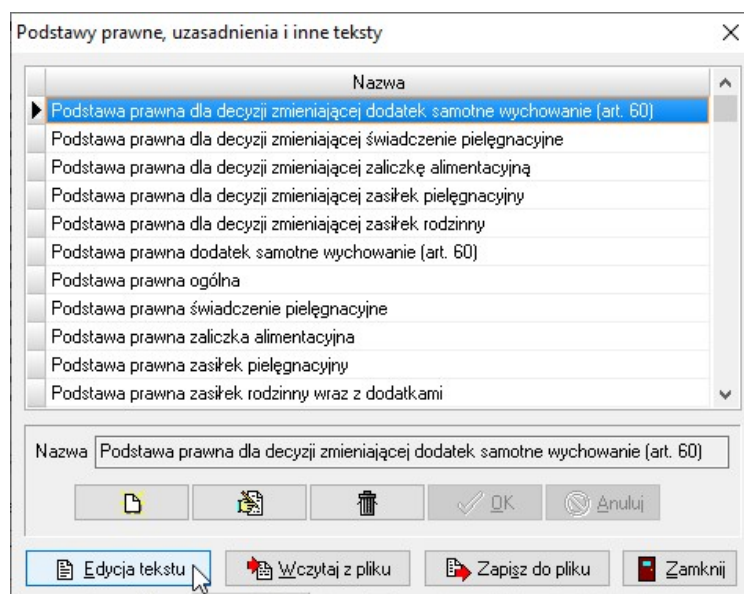 Podstawy prawne, uzasadnienia i inne teksty
Nazwa
Podstawa prawna dla decyzji zmieniającej dodatek samotne wychowanie (art. 60)
Podstawa prawna dla decyzji zmieniającej świadczenie pielęgnacyjne
Podstawa prawna dla decyzji zmieniającej zaliczkę alimentacyjną
Podstawa prawna dla decyzji zmieniającej zasiłek pielęgnacyjny
Podstawa prawna dla decyzji zmieniającej zasiłek rodzinny
Podstawa prawna dodatek samotne wychowanie (art. 60)
Podstawa prawna ogólna
Podstawa prawna świadczenie pielęgnacyjne
Podstawa prawna zaliczka alimentacyjna
Podstawa prawna zasiłek pielęgnacyjny
Podstawa prawna zasiłek rodzinny wraz z dodatkami
Nazwa Podstawa prawna dla decyzji zmieniającej dodatek samotne wychowanie (art. 60)
OK Anuluj
Edycja tekstu Wczytaj z pliku Zapisz do pliku Zamknij